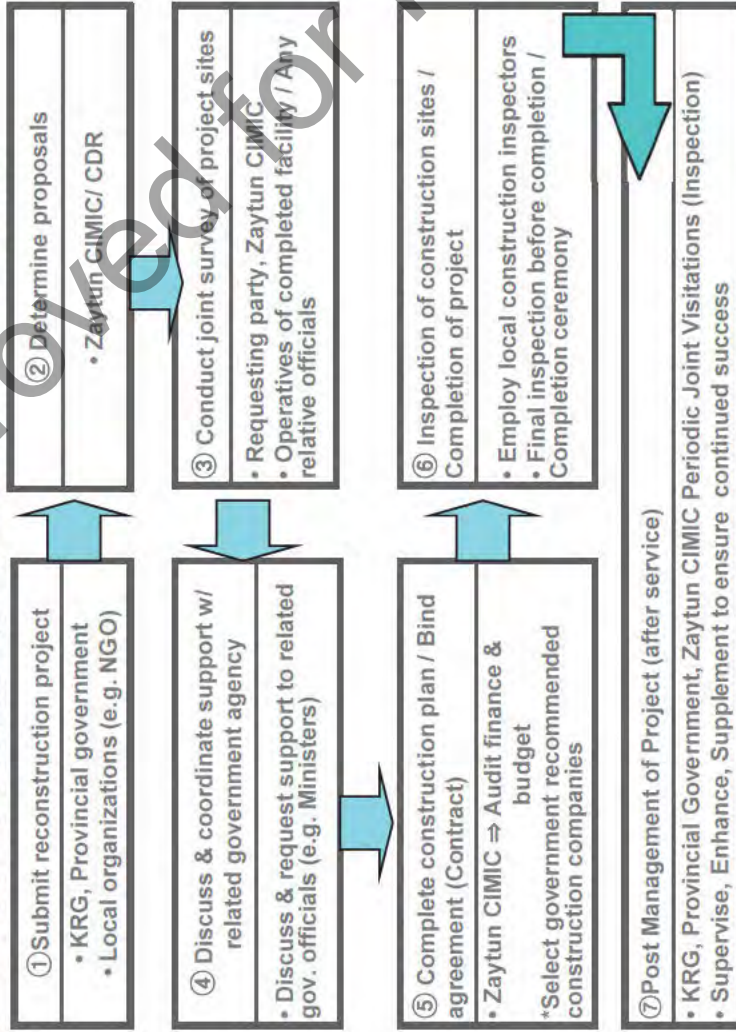 ①Submit reconstruction project
• KRG, Provincial government
• Local organizations (e.g. NGO)
② Determine proposals
• Zaytun CIMIC/ CDR
③ Conduct joint survey of project sites
• Requesting party, Zaytun CIMIC
• Operatives of completed facility / Any
relative officials
④ Discuss & coordinate support w/
related government agency
• Discuss & request support to related
gov. officials (e.g. Ministers)
⑤ Complete construction plan / Bind
agreement (Contract)
• Zaytun CIMIC ⇒ Audit finance &
budget
*Select government recommended
construction companies
⑥ Inspection of construction sites /
Completion of project
• Employ local construction inspectors
• Final inspection before completion /
Completion ceremony
⑦Post Management of Project (after service)
• KRG, Provincial Government, Zaytun CIMIC Periodic Joint Visitations (Inspection)
• Supervise, Enhance, Supplement to ensure continued success